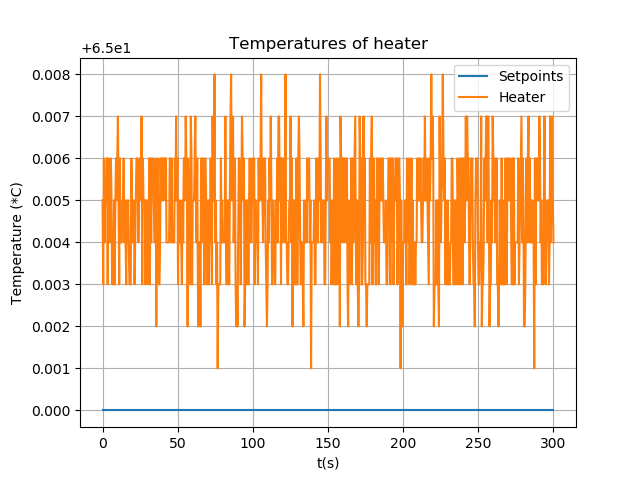 Temperatures of heater
+6.5e1
Setpoints
Heater
Temperature (*C)
0.008
0.007
0.006
0.005
0.004
0.003
0.002
0.001
0.000
0 50 100 150 200 250 300
t(s)